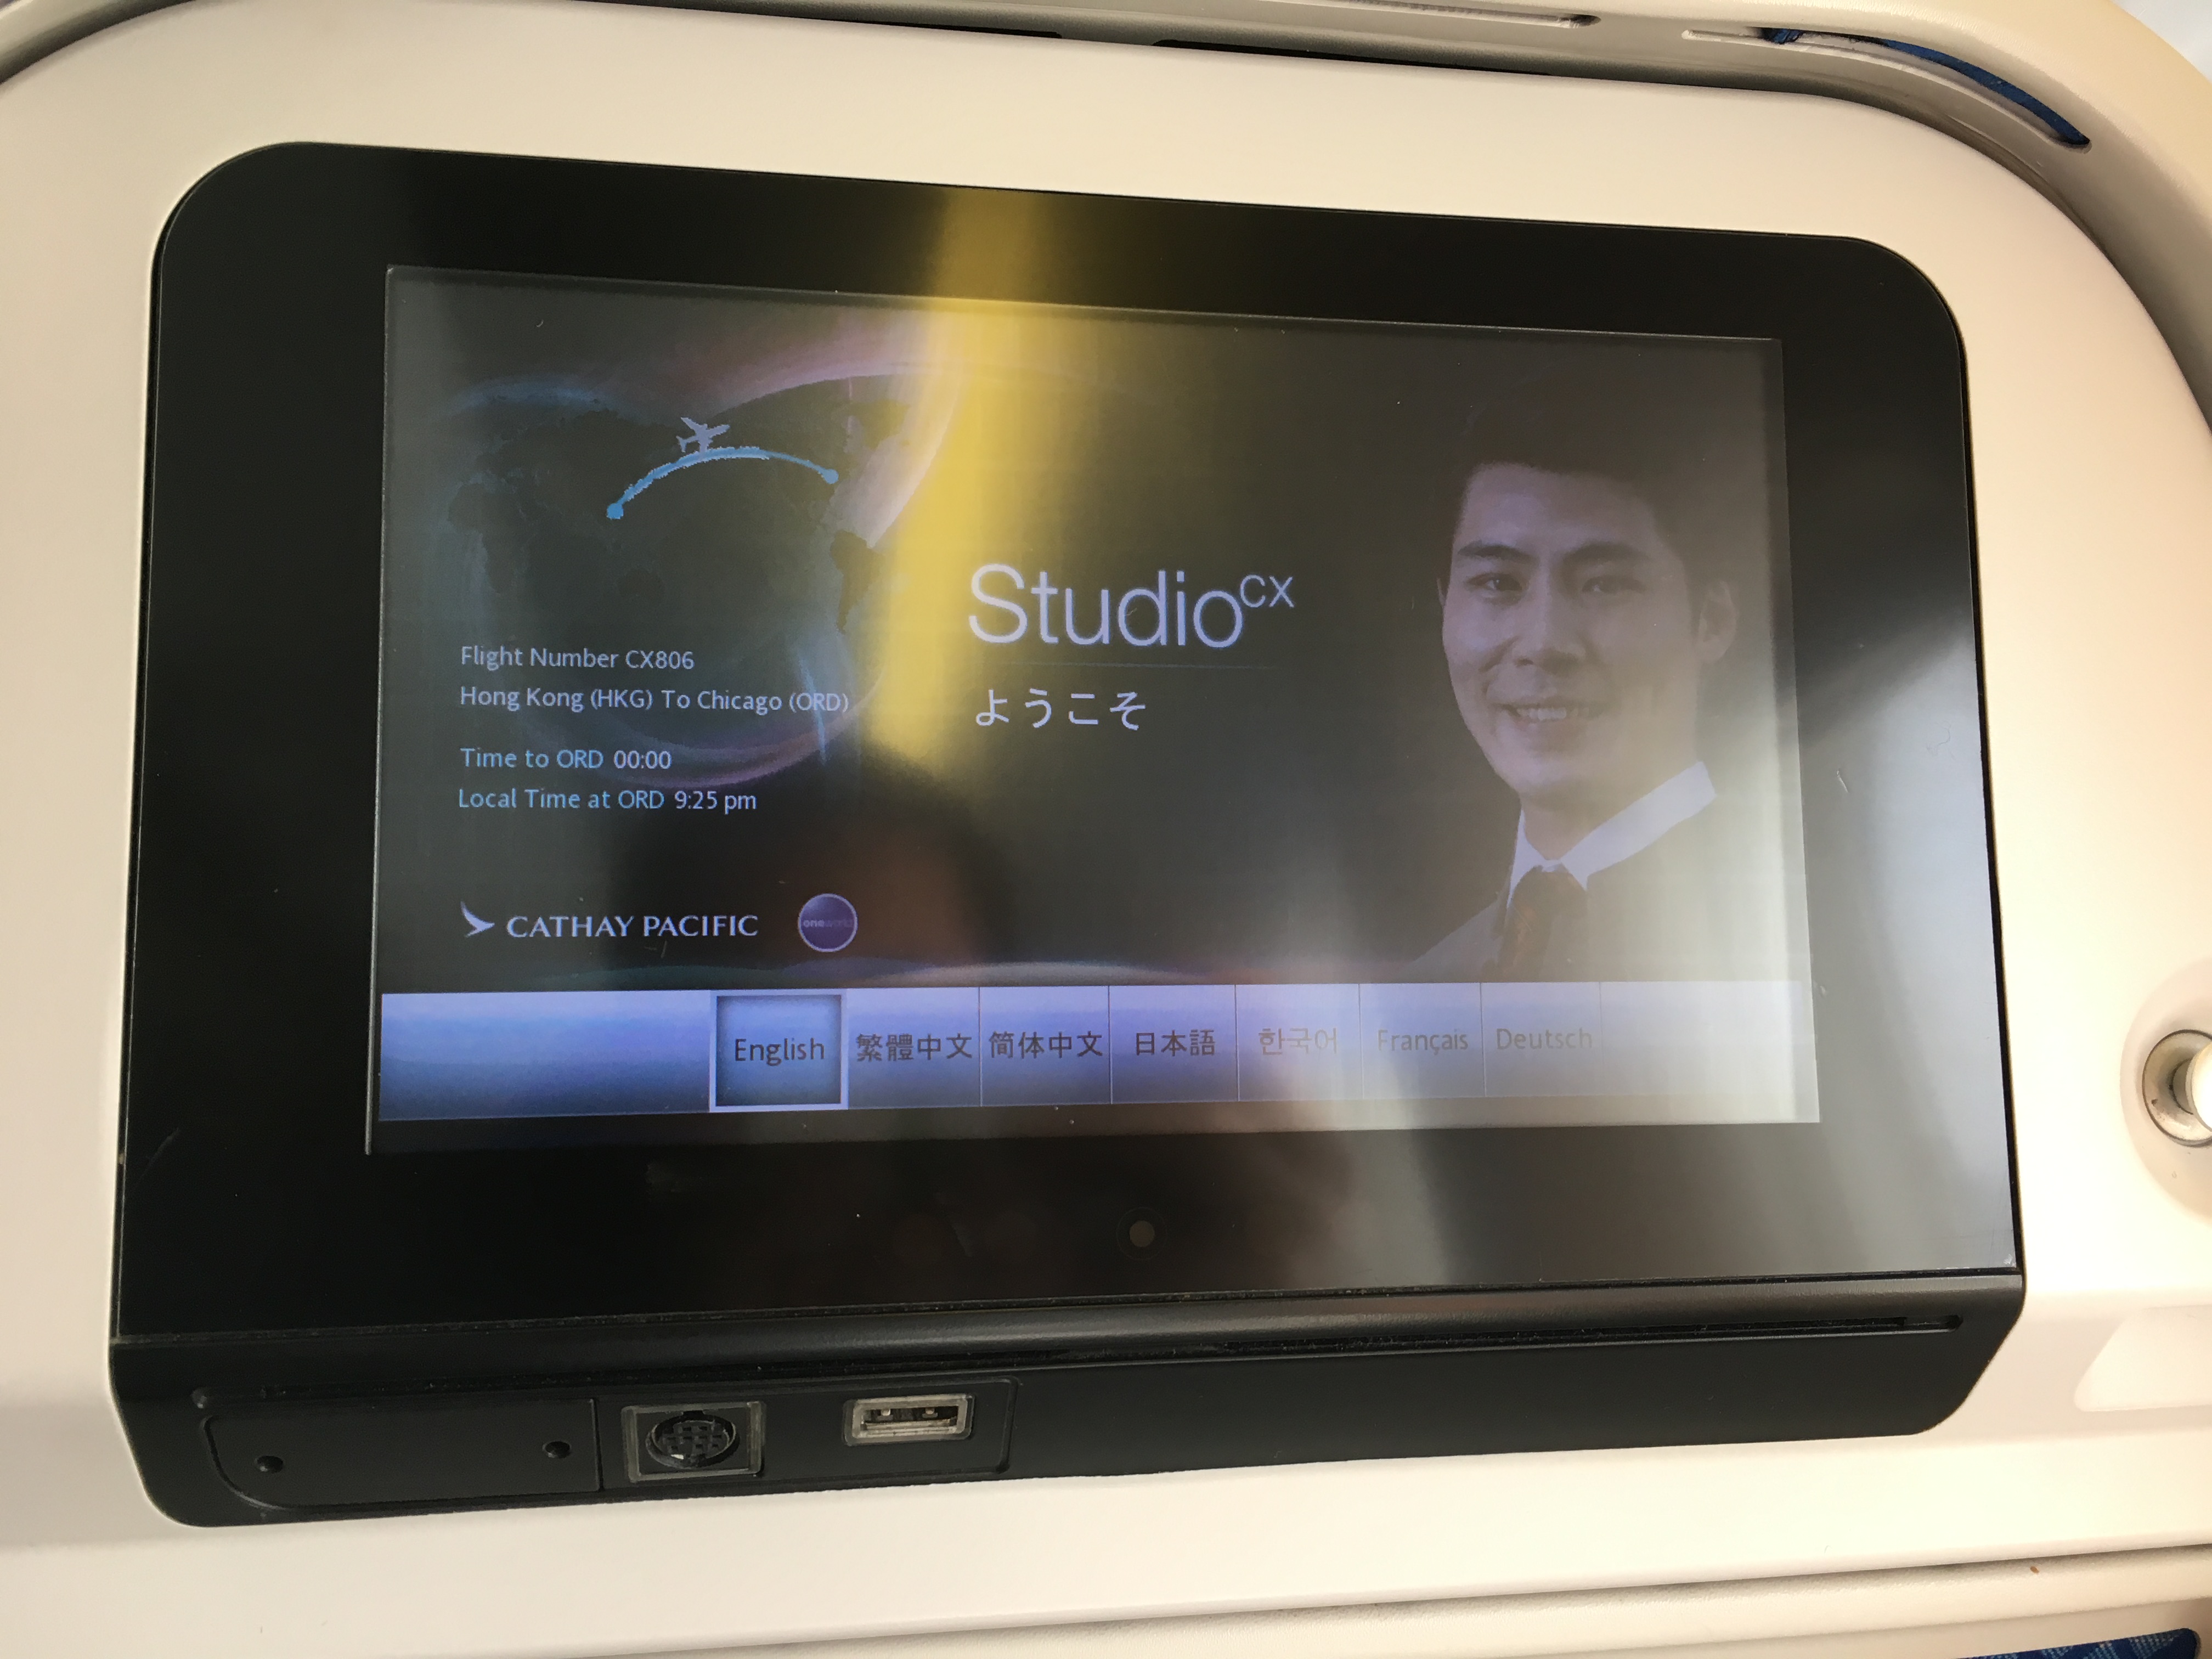 Flight Number CX806
Hong Kong (HKG) To Chicago (ORD)
Time to ORD 00:00
Local Time at ORD 9:25 pm
CATHAY PACIFIC
oneworld
Studio CX
ようこそ
English 繁體中文 简体中文 日本語 한국어 Français Deutsch